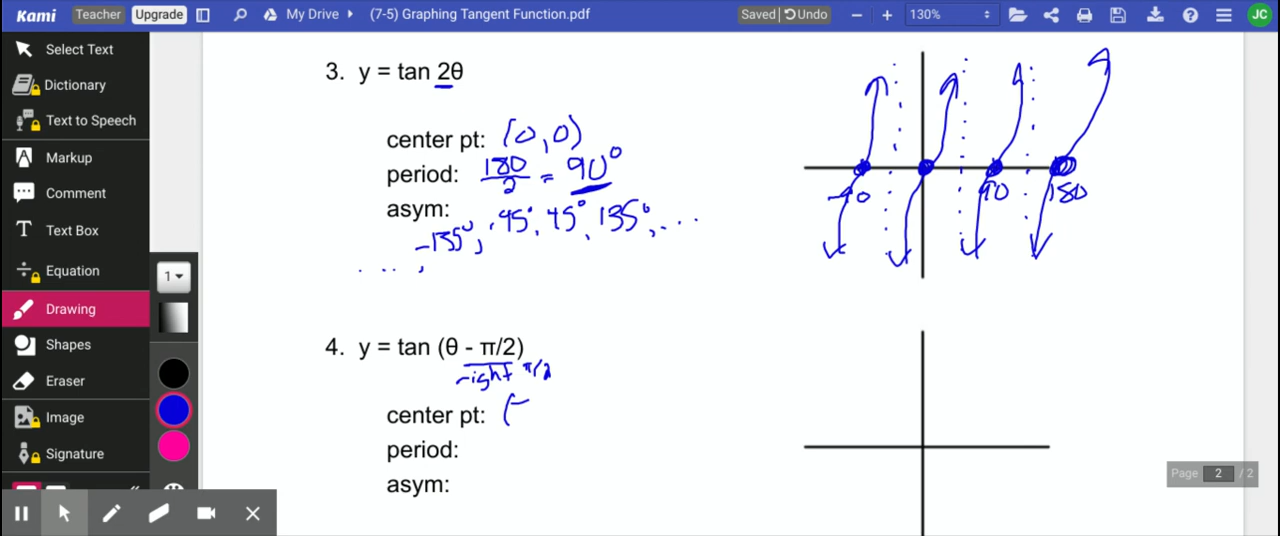 Kami
Teacher
Upgrade
My Drive
(7-5) Graphing Tangent Function.pdf
Saved
Undo
130%
JC
Select Text
Dictionary
Text to Speech
Markup
Comment
Text Box
Equation
Drawing
Shapes
Eraser
Image
Signature
1
3. y = tan 2θ
center pt: (0,0)
period: 180/2 = 90°
asym:
..., -135°, -45°, 45°, 135°, ...
-90 90 180
4. y = tan (θ - π/2)
right π/2
center pt: (
period:
asym:
Page 2 / 2